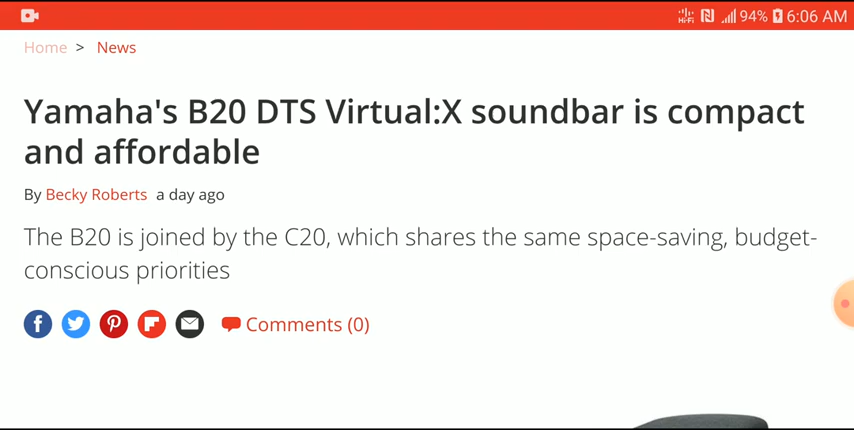 94% 6:06 AM
Home > News
Yamaha's B20 DTS Virtual:X soundbar is compact
and affordable
By Becky Roberts a day ago
The B20 is joined by the C20, which shares the same space-saving, budget-
conscious priorities
Comments (0)